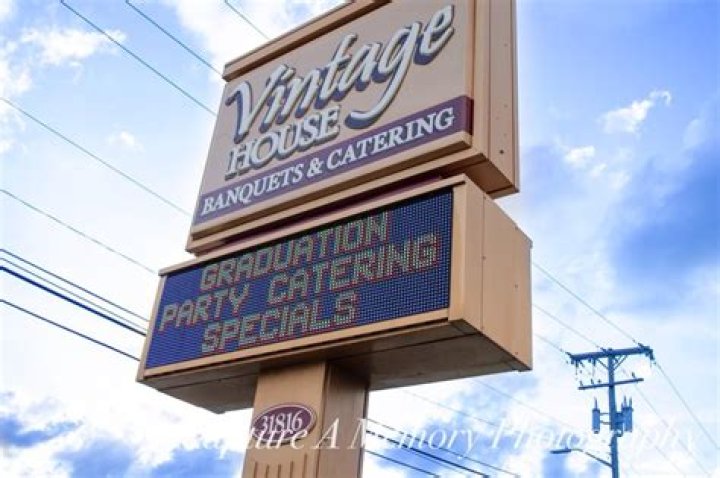 Vintage
HOUSE
BANQUETS & CATERING
GRADUATION
PARTY CATERING
SPECIALS
31816
Capture A Memory Photography